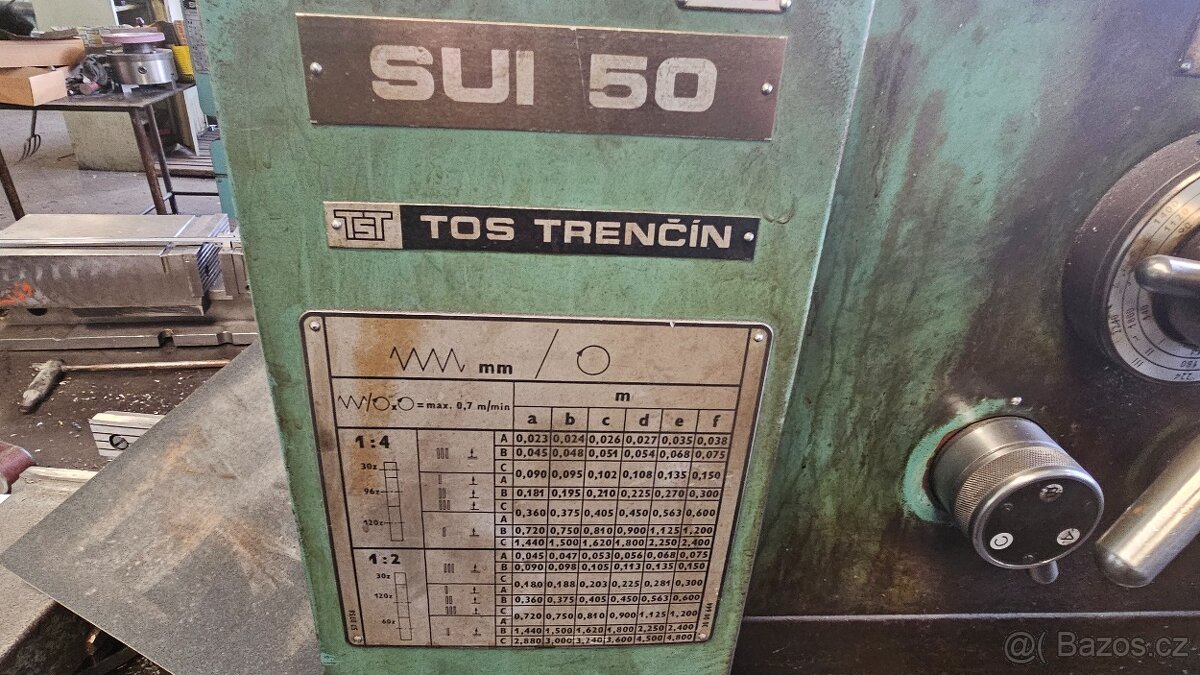 SUI 50
TST TOS TRENČÍN
mm /
= max. 0,7 m/min
m
a b c d e f
1:4
30z
96z
120z
A 0,023 0,024 0,026 0,027 0,035 0,038
B 0,045 0,048 0,051 0,054 0,068 0,075
C
A 0,090 0,095 0,102 0,108 0,135 0,150
B 0,181 0,195 0,210 0,225 0,270 0,300
C
A 0,360 0,375 0,405 0,450 0,563 0,600
B 0,720 0,750 0,810 0,900 1,125 1,200
C 1,440 1,500 1,620 1,800 2,250 2,400
1:2
30z
120z
60z
A 0,045 0,047 0,053 0,056 0,068 0,075
B 0,090 0,098 0,105 0,113 0,135 0,150
C
A 0,180 0,188 0,203 0,225 0,281 0,300
B 0,360 0,375 0,405 0,450 0,563 0,600
C
A 0,720 0,750 0,810 0,900 1,125 1,200
B 1,440 1,500 1,620 1,800 2,250 2,400
C 2,880 3,000 3,240 3,600 4,500 4,800
B
C
A
@( Bazos.cz